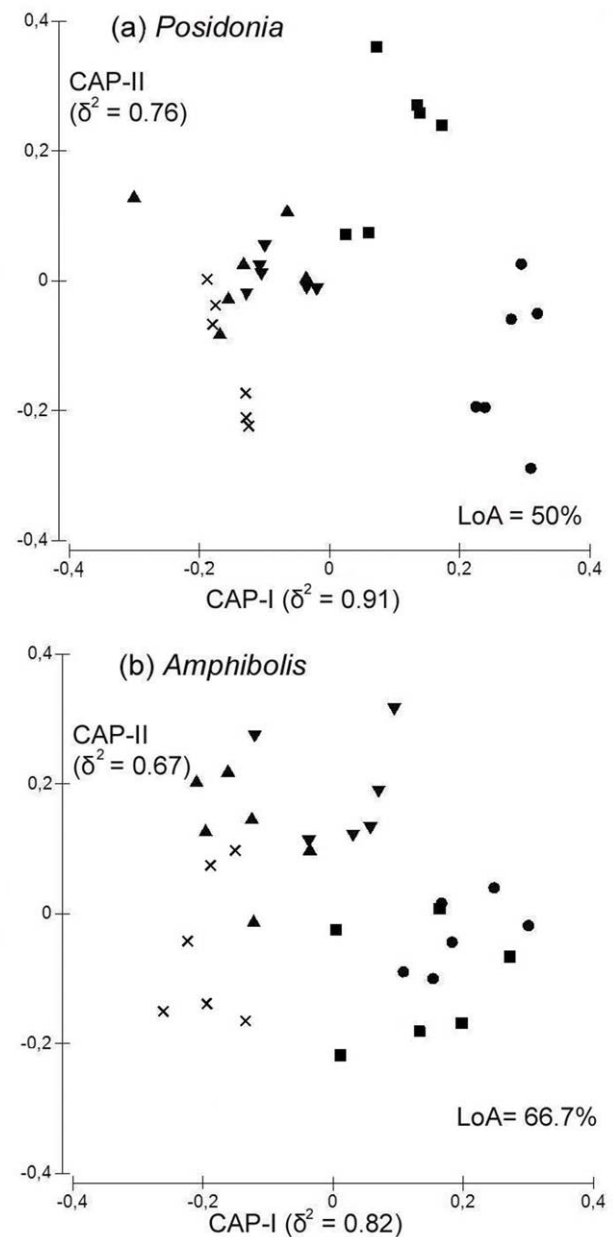 (a) Posidonia
0,4
CAP-II
(δ² = 0.76)
0,2
0
-0,2
LoA = 50%
-0,4
-0,4 -0,2 0 0,2 0,4
CAP-I (δ² = 0.91)
(b) Amphibolis
0,4
CAP-II
(δ² = 0.67)
0,2
0
-0,2
LoA= 66.7%
-0,4
-0,4 -0,2 0 0,2 0,4
CAP-I (δ² = 0.82)